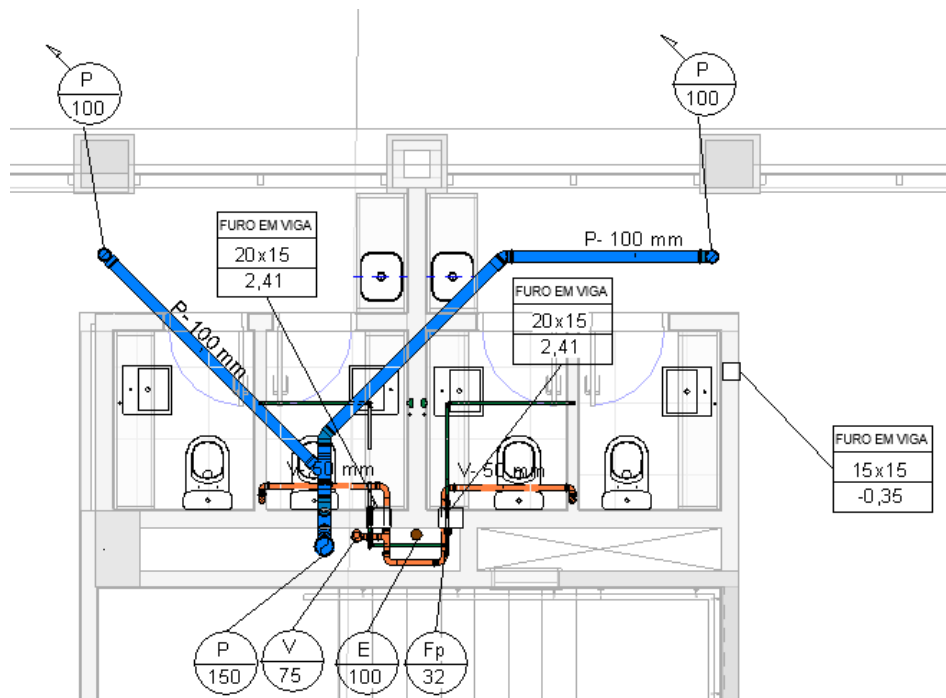 P
100
P
100
FURO EM VIGA
20x15
2,41
P- 100 mm
FURO EM VIGA
20x15
2,41
P- 100 mm
FURO EM VIGA
15x15
-0,35
V- 50 mm
V- 50 mm
P
150
V
75
E
100
Fp
32